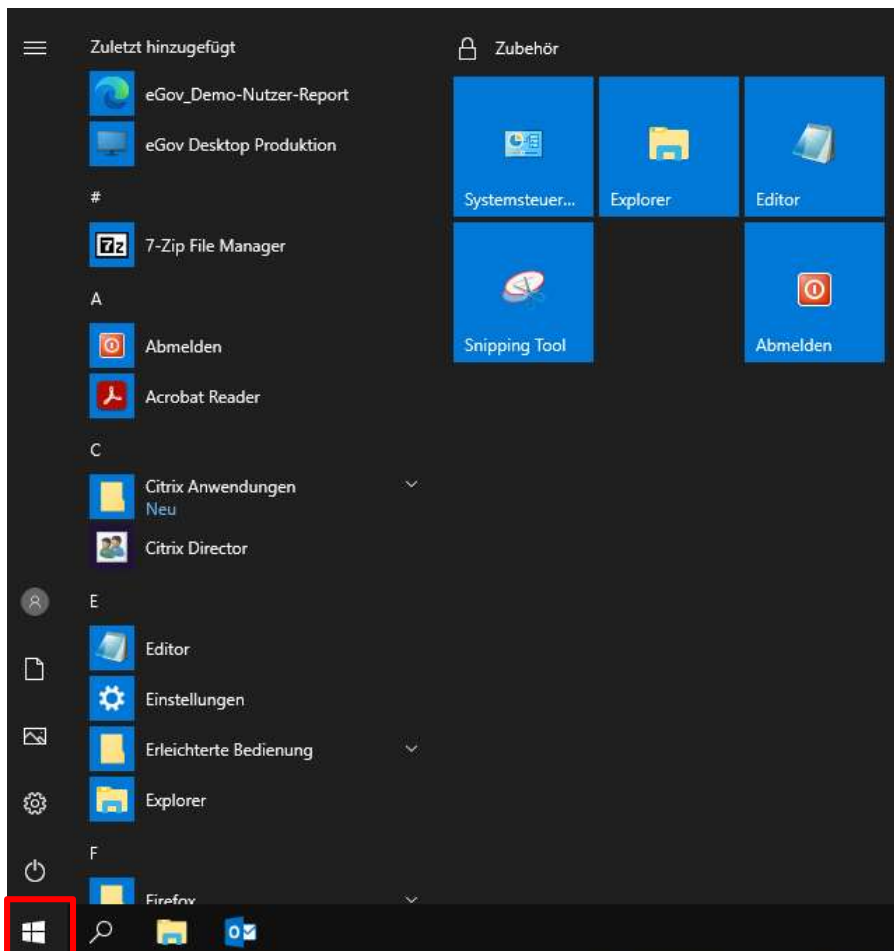 Zuletzt hinzugefügt
eGov_Demo-Nutzer-Report
eGov Desktop Produktion
#
7z
7-Zip File Manager
A
Abmelden
Acrobat Reader
C
Citrix Anwendungen
Neu
Citrix Director
E
Editor
Einstellungen
Erleichterte Bedienung
Explorer
F
Firefox
Zubehör
Systemsteuer...
Explorer
Editor
Snipping Tool
Abmelden